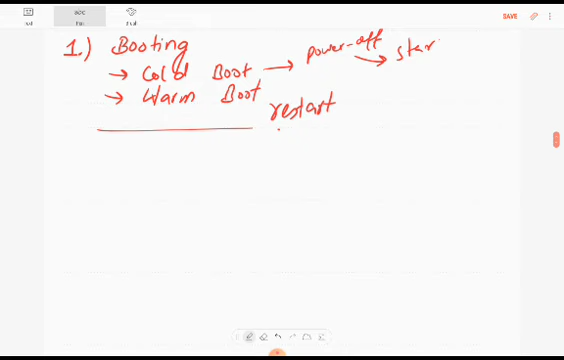 SAVE
1.) Booting
→ Cold Boot → power-off → star
→ Warm Boot
restart